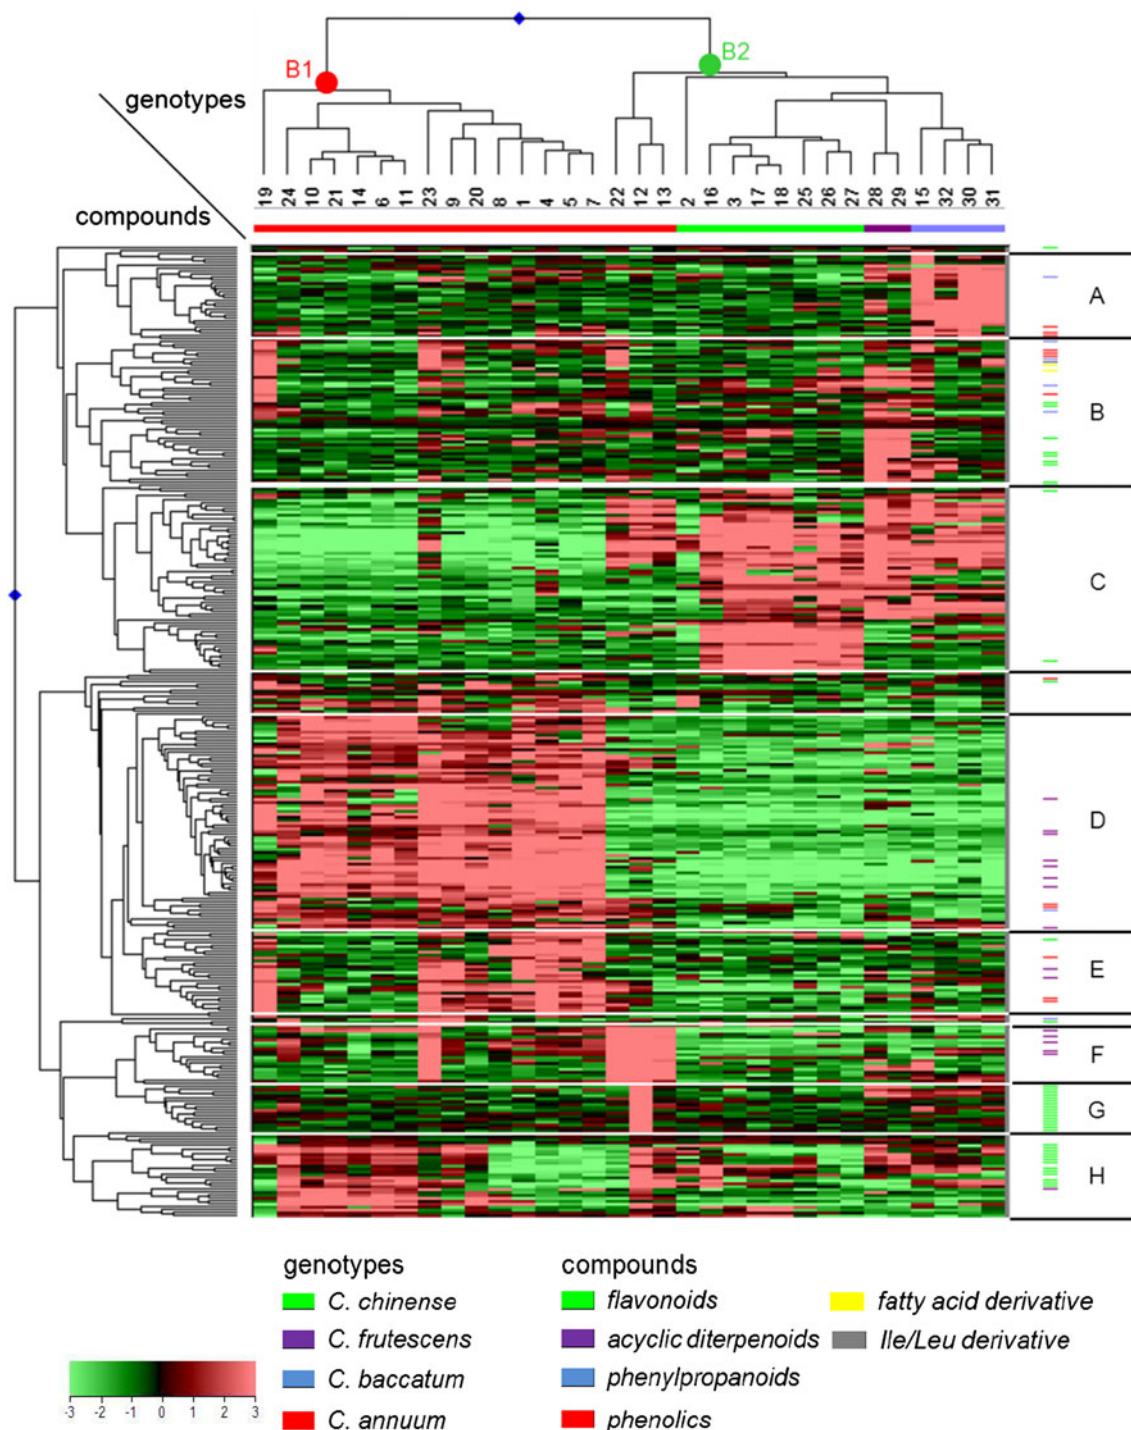 B1
B2
genotypes
compounds
19 24 10 21 14 6 11 23 9 20 8 1 4 5 7 22 12 13 2 16 3 17 18 25 26 27 28 29 15 32 30 31
A
B
C
D
E
F
G
H
genotypes
C. chinense
C. frutescens
C. baccatum
C. annuum
compounds
flavonoids
acyclic diterpenoids
phenylpropanoids
phenolics
fatty acid derivative
Ile/Leu derivative
-3 -2 -1 0 1 2 3